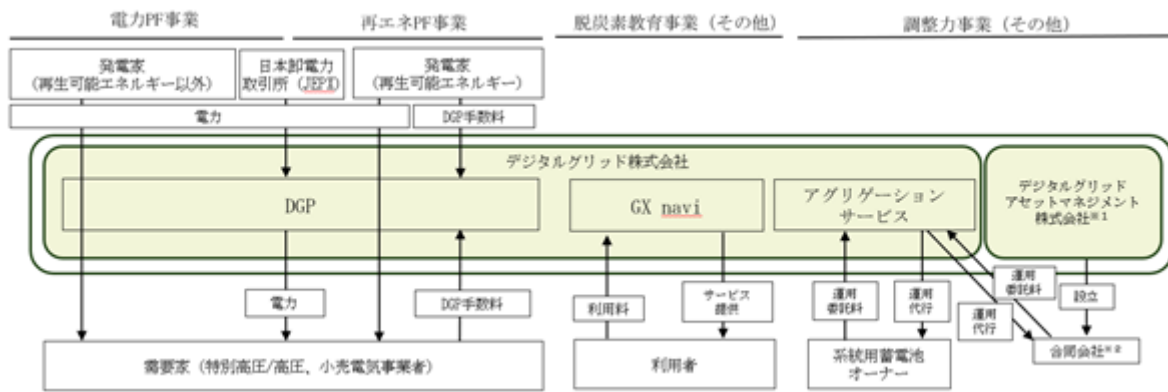 電力PF事業
再エネPF事業
脱炭素教育事業（その他）
調整力事業（その他）
発電家
（再生可能エネルギー以外）
日本卸電力
取引所（JEPX）
発電家
（再生可能エネルギー）
電力
DGP手数料
デジタルグリッド株式会社
DGP
GX navi
アグリゲーション
サービス
デジタルグリッド
アセットマネジメント
株式会社※1
電力
DGP手数料
利用料
サービス
提供
運用
委託料
運用
代行
運用
代行
運用
委託料
設立
需要家（特別高圧/高圧、小売電気事業者）
利用者
系統用蓄電池
オーナー
合同会社※2